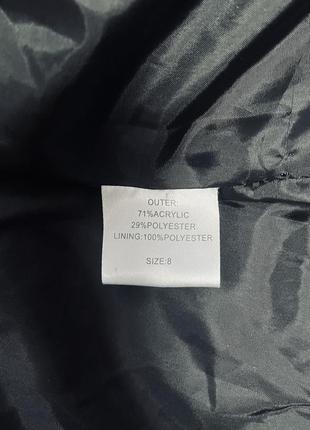 OUTER:
71%ACRYLIC
29%POLYESTER
LINING:100%POLYESTER
SIZE:8